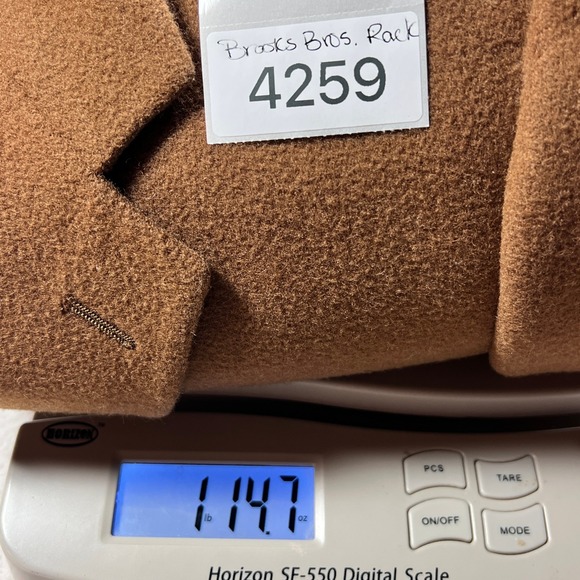 Brooks Bros. Rack
4259
HORIZON
1 lb 14.7 oz
PCS
TARE
ON/OFF
MODE
Horizon SF-550 Digital Scale